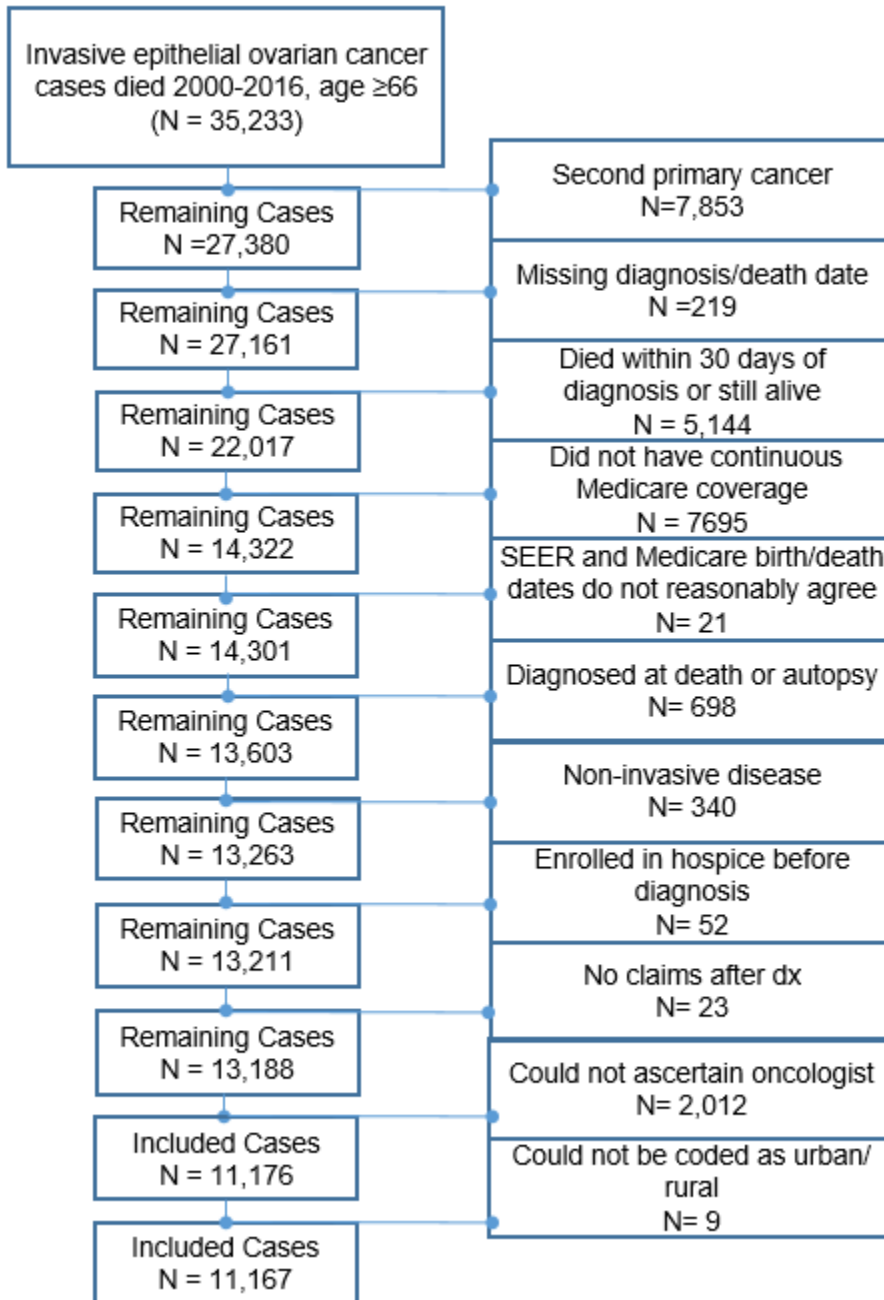 Invasive epithelial ovarian cancer
cases died 2000-2016, age ≥66
(N = 35,233)
Second primary cancer
N=7,853
Remaining Cases
N =27,380
Missing diagnosis/death date
N =219
Remaining Cases
N = 27,161
Died within 30 days of
diagnosis or still alive
N = 5,144
Remaining Cases
N = 22,017
Did not have continuous
Medicare coverage
N = 7695
Remaining Cases
N = 14,322
SEER and Medicare birth/death
dates do not reasonably agree
N= 21
Remaining Cases
N = 14,301
Diagnosed at death or autopsy
N= 698
Remaining Cases
N = 13,603
Non-invasive disease
N= 340
Remaining Cases
N = 13,263
Enrolled in hospice before
diagnosis
N= 52
Remaining Cases
N = 13,211
No claims after dx
N= 23
Remaining Cases
N = 13,188
Could not ascertain oncologist
N= 2,012
Included Cases
N = 11,176
Could not be coded as urban/
rural
N= 9
Included Cases
N = 11,167